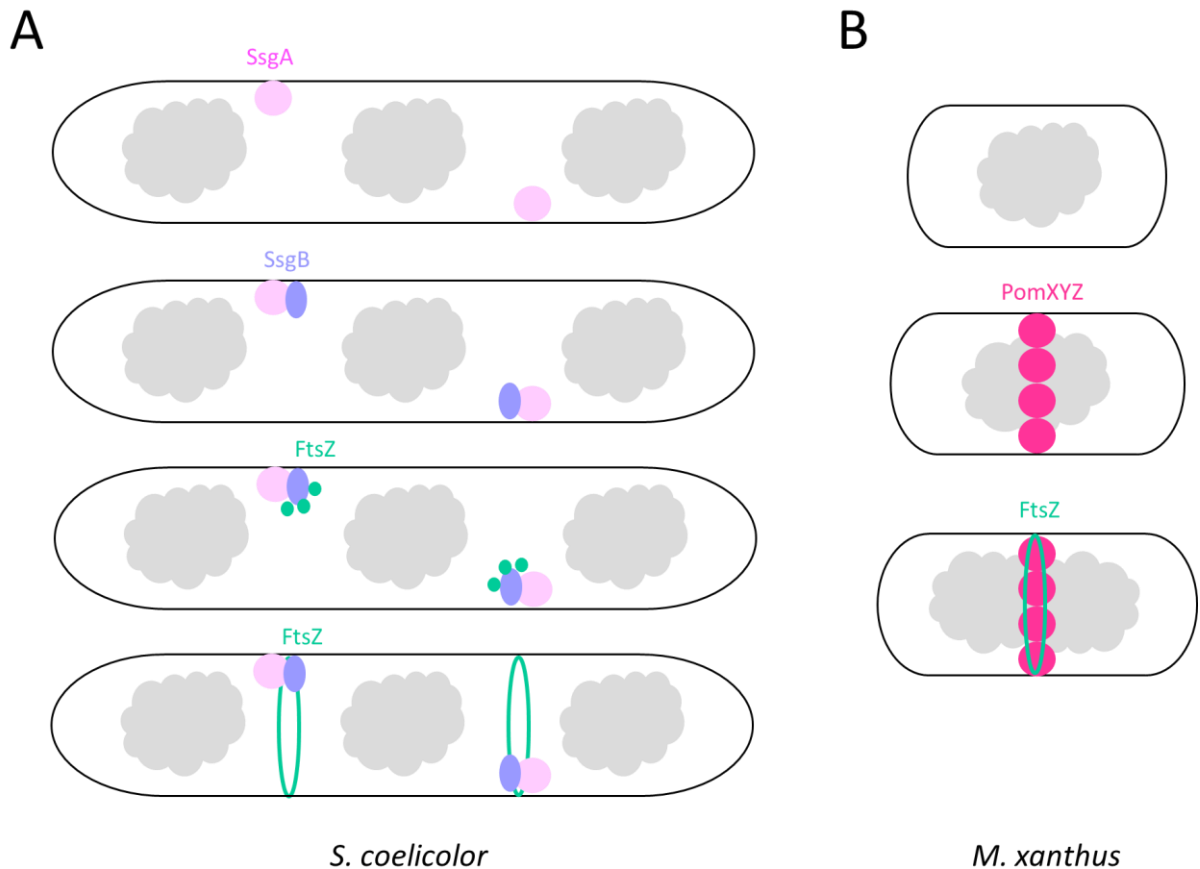 A
SsgA
SsgB
FtsZ
FtsZ
S. coelicolor
B
PomXYZ
FtsZ
M. xanthus